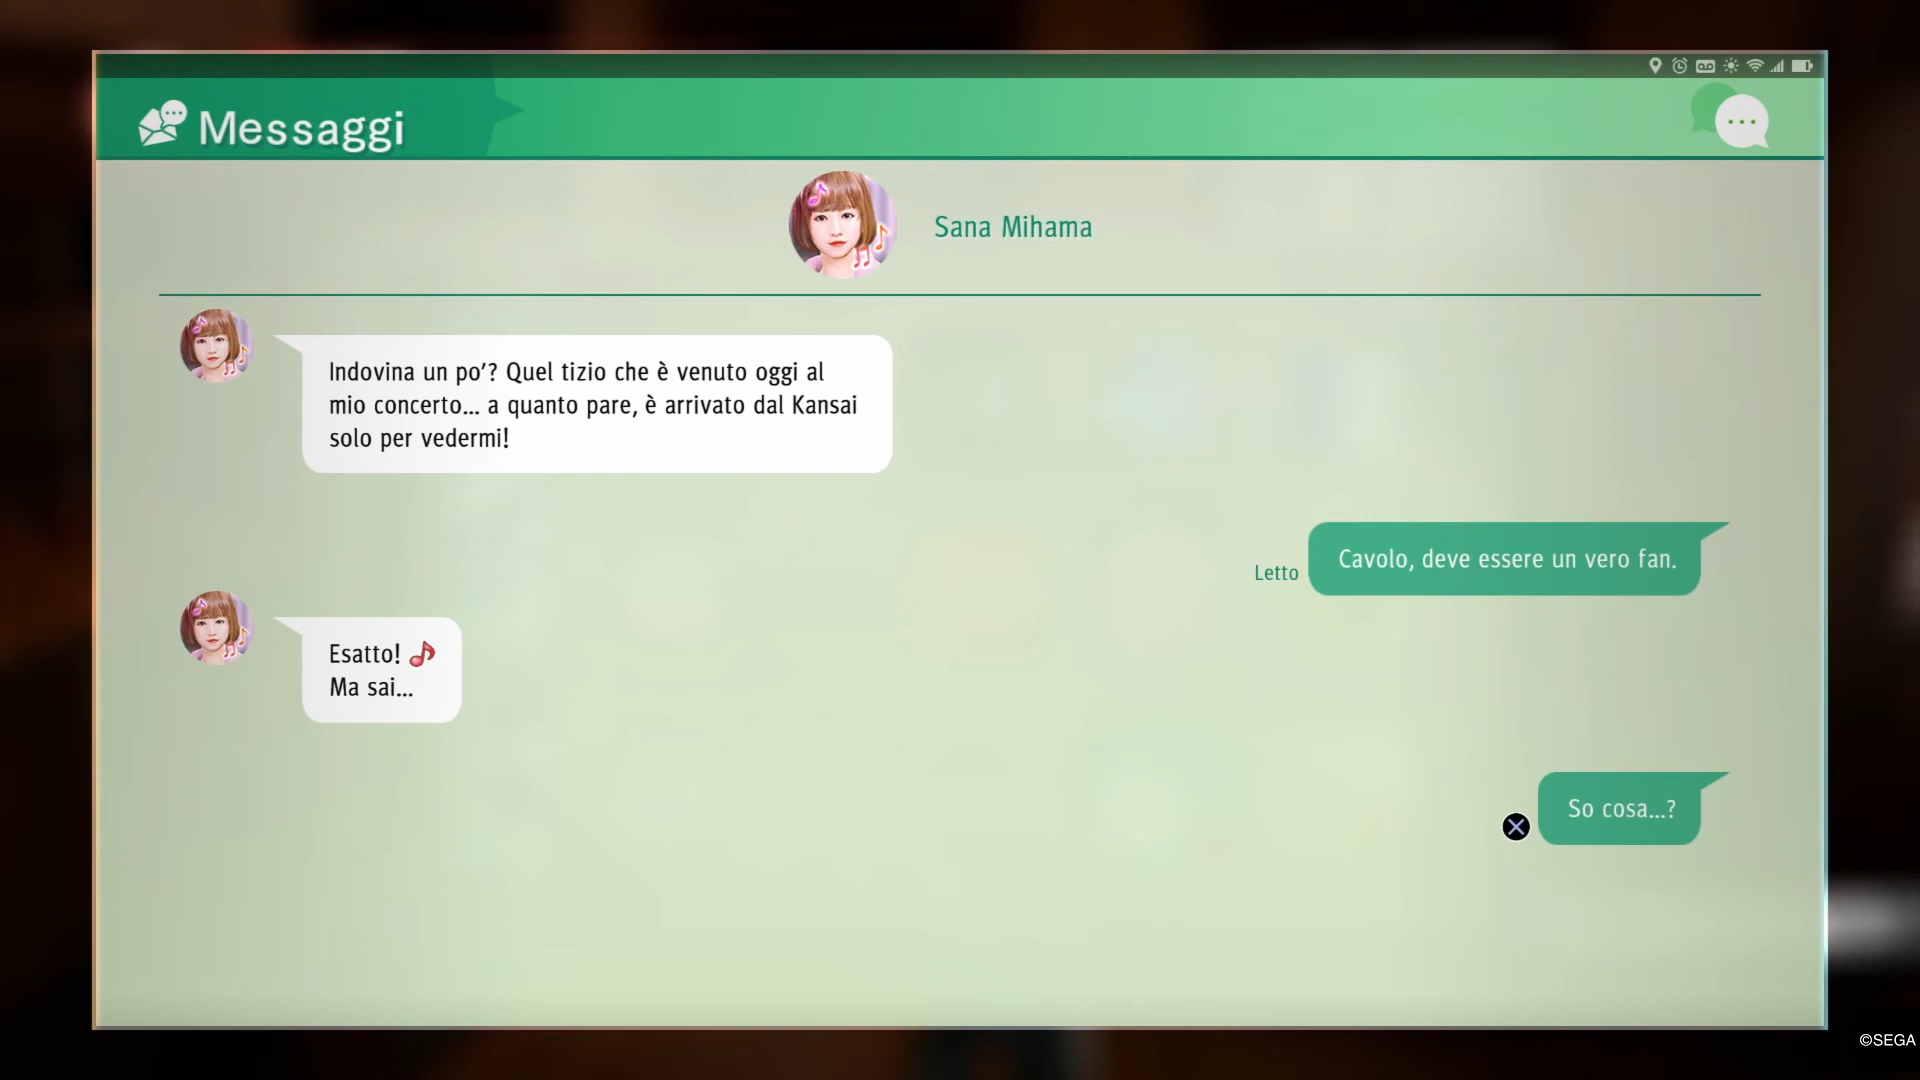 Messaggi
Sana Mihama
Indovina un po'? Quel tizio che è venuto oggi al
mio concerto... a quanto pare, è arrivato dal Kansai
solo per vedermi!
Letto
Cavolo, deve essere un vero fan.
Esatto!
Ma sai...
So cosa...?
©SEGA